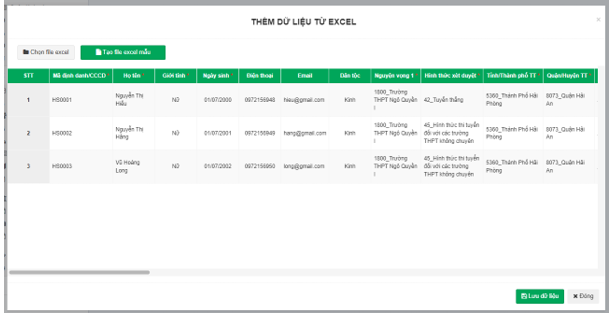 THÊM DỮ LIỆU TỪ EXCEL
×
Chọn file excel Tạo file excel mẫu
STT Mã định danh/CCCD * Họ tên * Giới tính * Ngày sinh * Điện thoại * Email Dân tộc Nguyện vọng 1 * Hình thức xét duyệt * Tỉnh/Thành phố TT * Quận/Huyện TT *
1 HS0001 Nguyễn Thị Hiếu Nữ 01/07/2000 0972156948 hieu@gmail.com Kinh 1800_Trường THPT Ngô Quyền I 42_Tuyển thẳng 5360_Thành Phố Hải Phòng 8073_Quận Hải An
2 HS0002 Nguyễn Thị Hằng Nữ 01/07/2001 0972156949 hang@gmail.com Kinh 1800_Trường THPT Ngô Quyền I 45_Hình thức thi tuyển đối với các trường THPT không chuyên 5360_Thành Phố Hải Phòng 8073_Quận Hải An
3 HS0003 Vũ Hoàng Long Nữ 01/07/2002 0972156950 long@gmail.com Kinh 1800_Trường THPT Ngô Quyền I 45_Hình thức thi tuyển đối với các trường THPT không chuyên 5360_Thành Phố Hải Phòng 8073_Quận Hải An
Lưu dữ liệu × Đóng